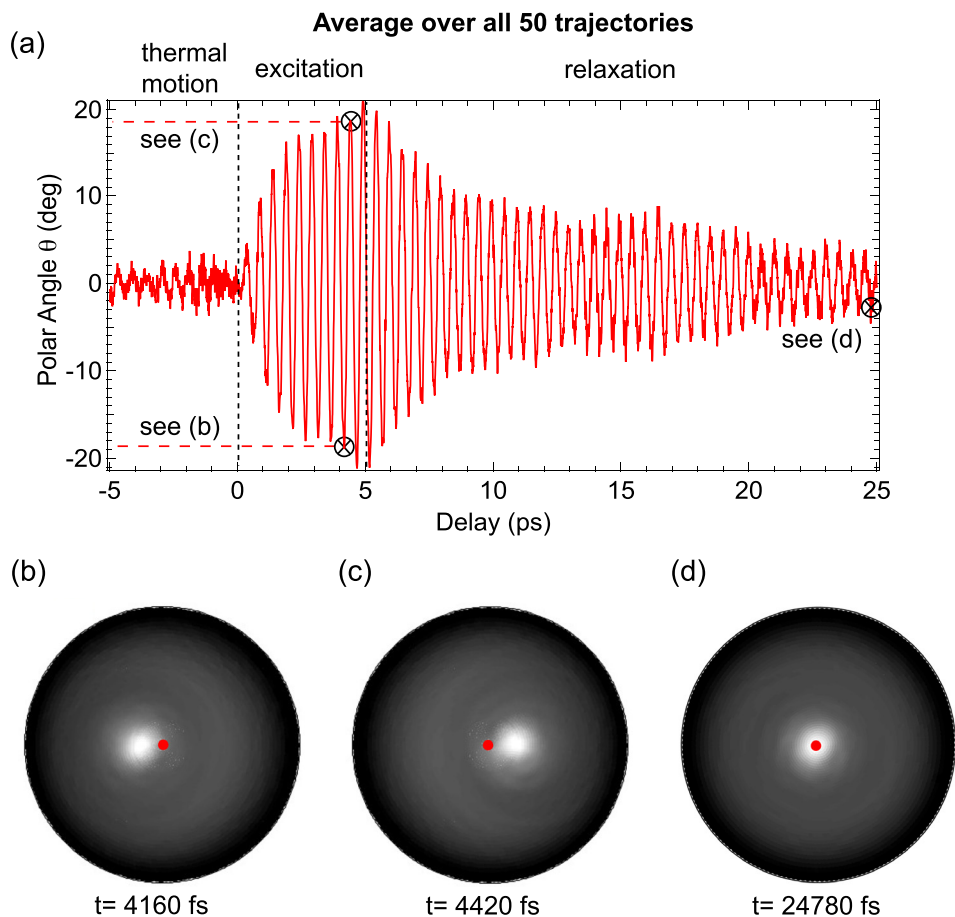 Average over all 50 trajectories
(a)
thermal
motion
excitation
relaxation
20
10
0
-10
-20
Polar Angle θ (deg)
see (c)
see (b)
see (d)
-5 0 5 10 15 20 25
Delay (ps)
(b) (c) (d)
t= 4160 fs t= 4420 fs t= 24780 fs